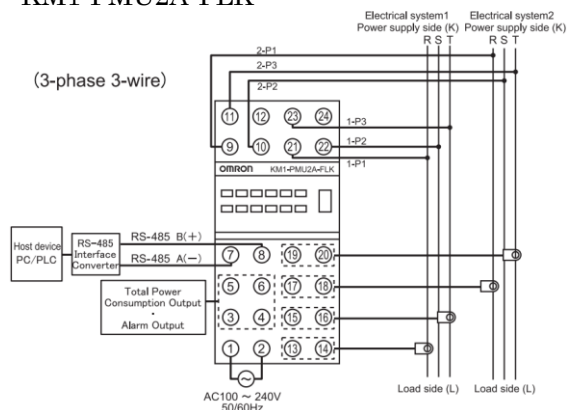 KM1-PMU2A-FLK
Electrical system1 Electrical system2
Power supply side (K) Power supply side (K)
R S T R S T
2-P1
2-P3
2-P2
(3-phase 3-wire)
11 12 23 24
1-P3
9 10 21 22
1-P2
1-P1
OMRON KM1-PMU2A-FLK
Host device
PC/PLC
RS-485
Interface
Converter
RS-485 B(+)
RS-485 A(−)
7 8 19 20
Total Power
Consumption Output
・
Alarm Output
5 6 17 18
3 4 15 16
1 2 13 14
AC100 ~ 240V
50/60Hz
Load side (L) Load side (L)